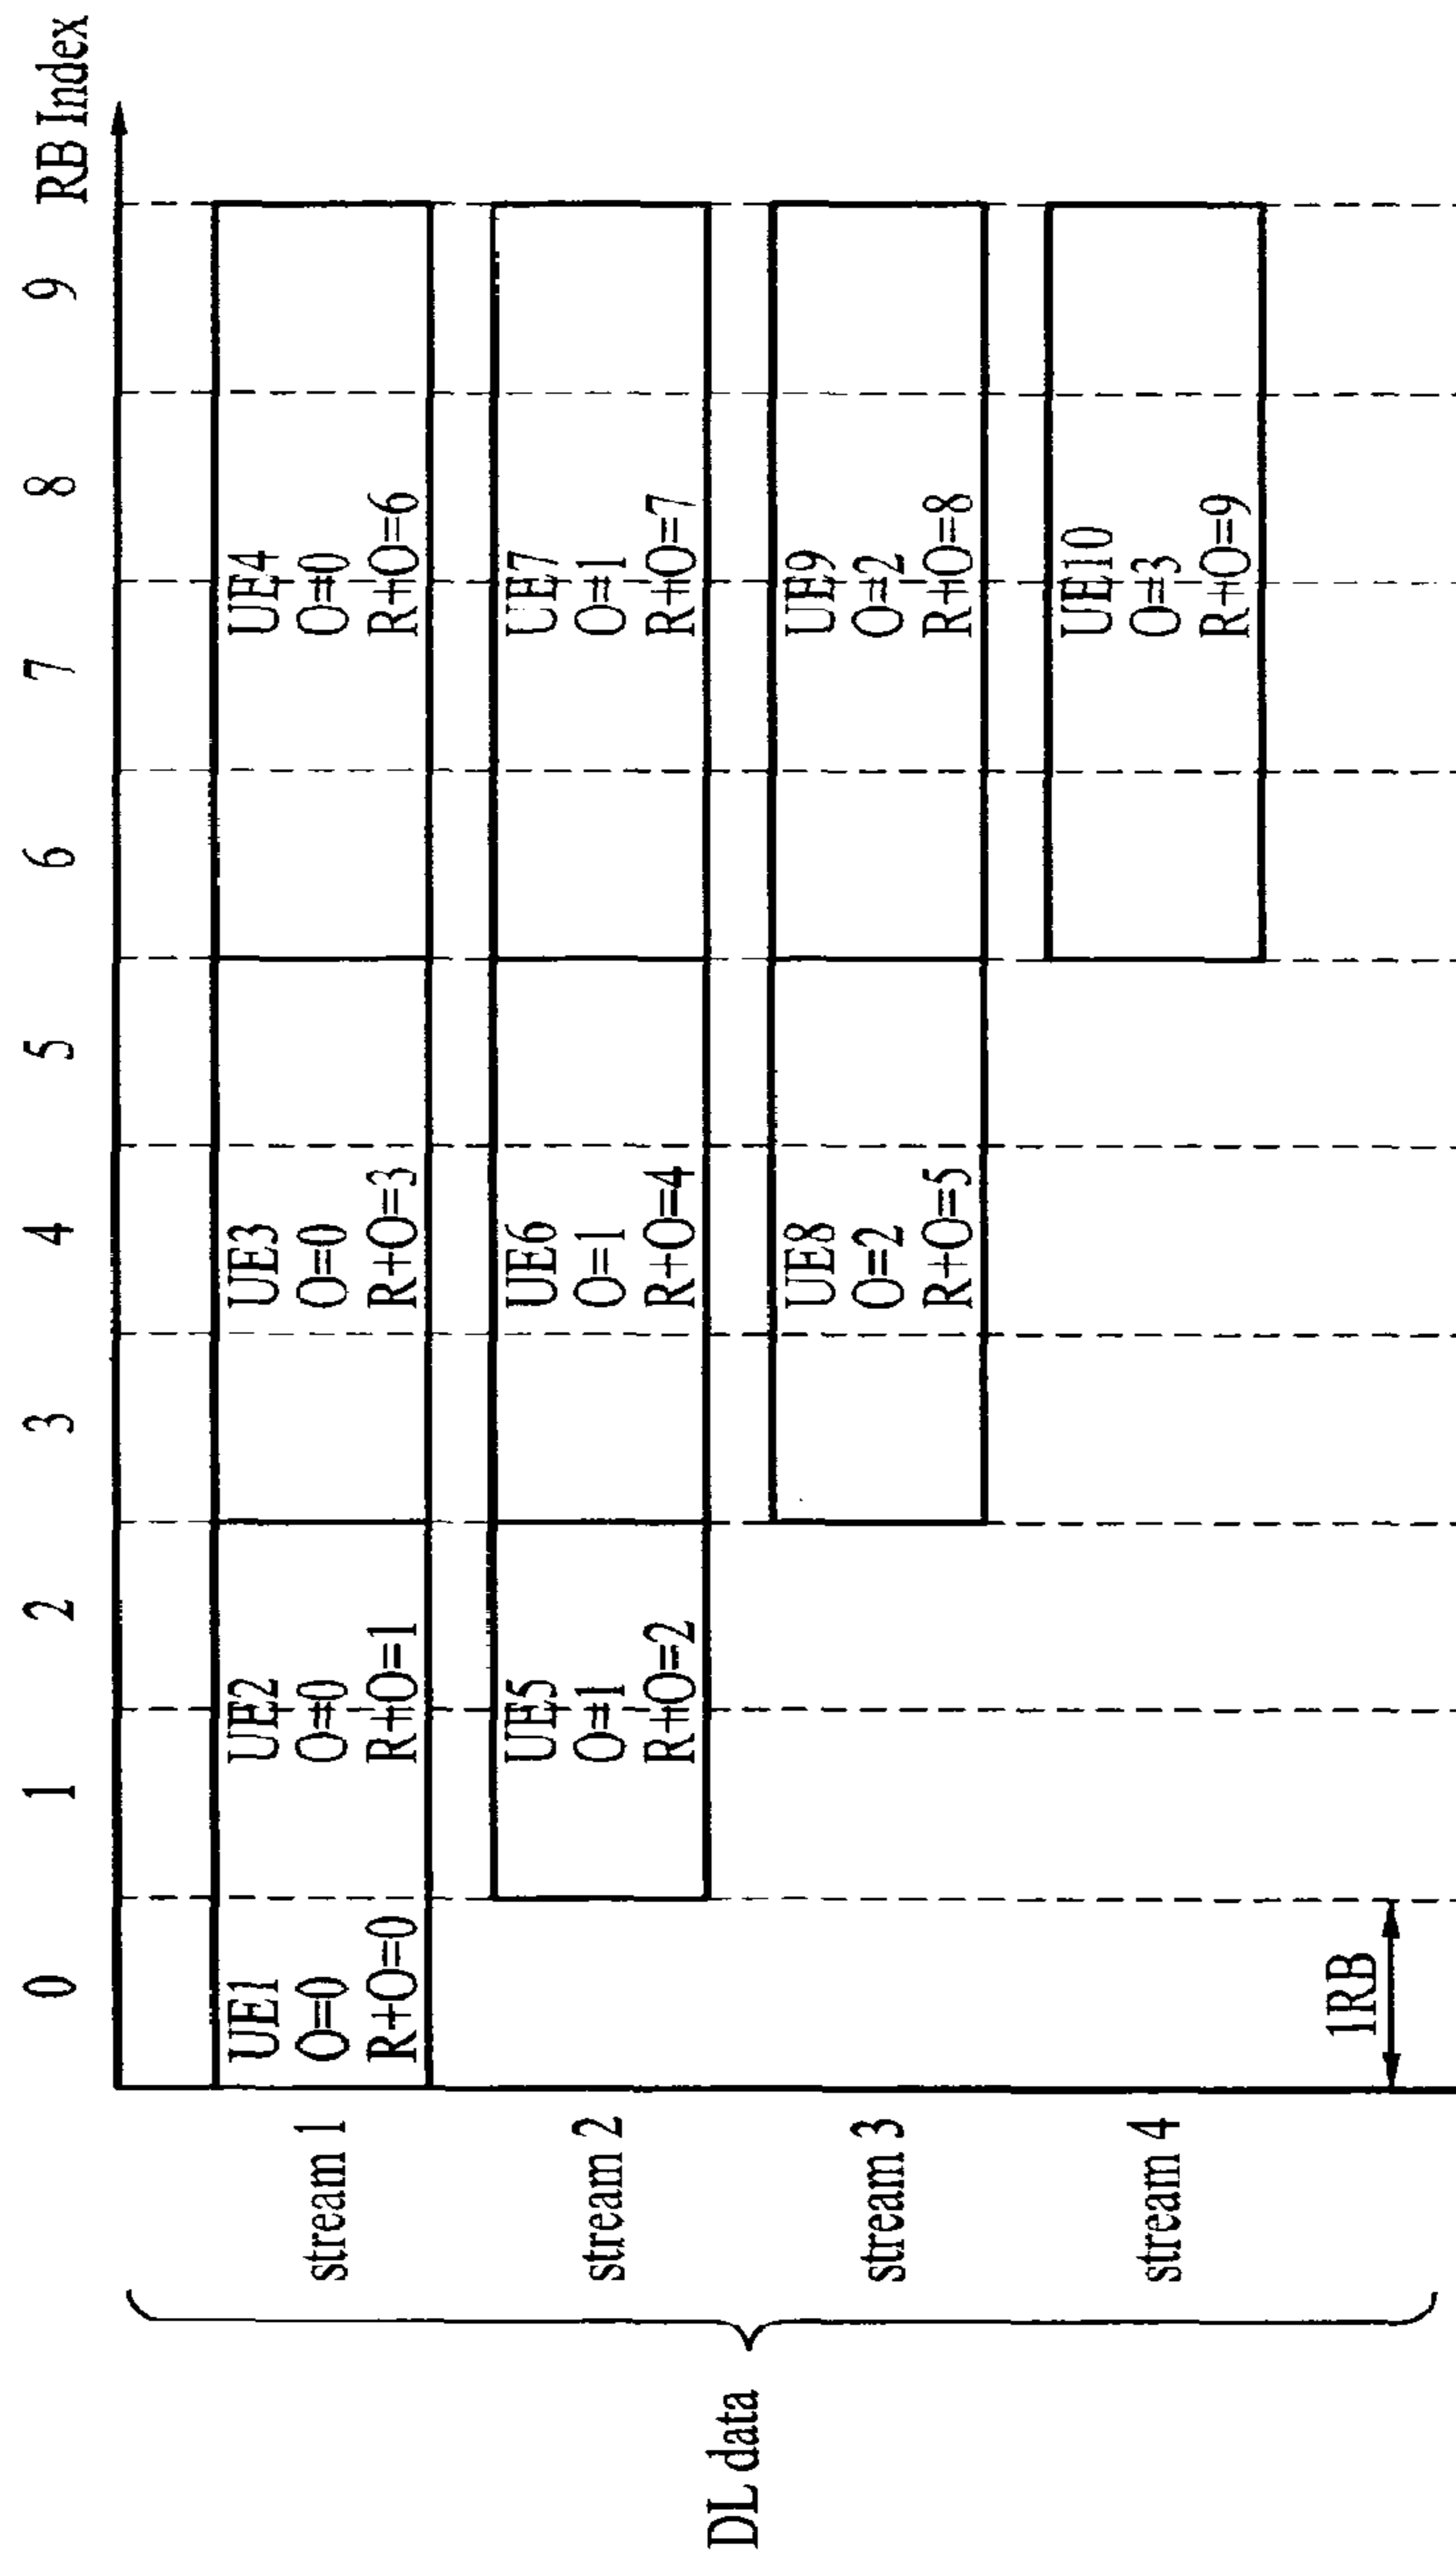 0 1 2 3 4 5 6 7 8 9 RB Index
stream 1
UE1
O=0
R+O=0
UE2
O=0
R+O=1
UE3
O=0
R+O=3
UE4
O=0
R+O=6
stream 2
UE5
O=1
R+O=2
UE6
O=1
R+O=4
UE7
O=1
R+O=7
DL data
stream 3
UE8
O=2
R+O=5
UE9
O=2
R+O=8
stream 4
UE10
O=3
R+O=9
1RB